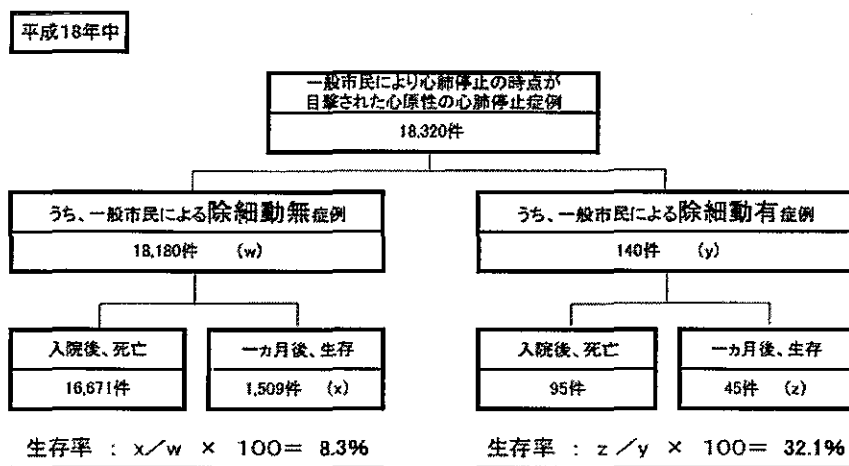 平成18年中
一般市民により心肺停止の時点が
目撃された心原性の心肺停止症例
18,320件
うち、一般市民による除細動無症例
18,180件 (w)
うち、一般市民による除細動有症例
140件 (y)
入院後、死亡
16,671件
一ヵ月後、生存
1,509件 (x)
入院後、死亡
95件
一ヵ月後、生存
45件 (z)
生存率 : x/w × 100= 8.3%
生存率 : z/y × 100= 32.1%